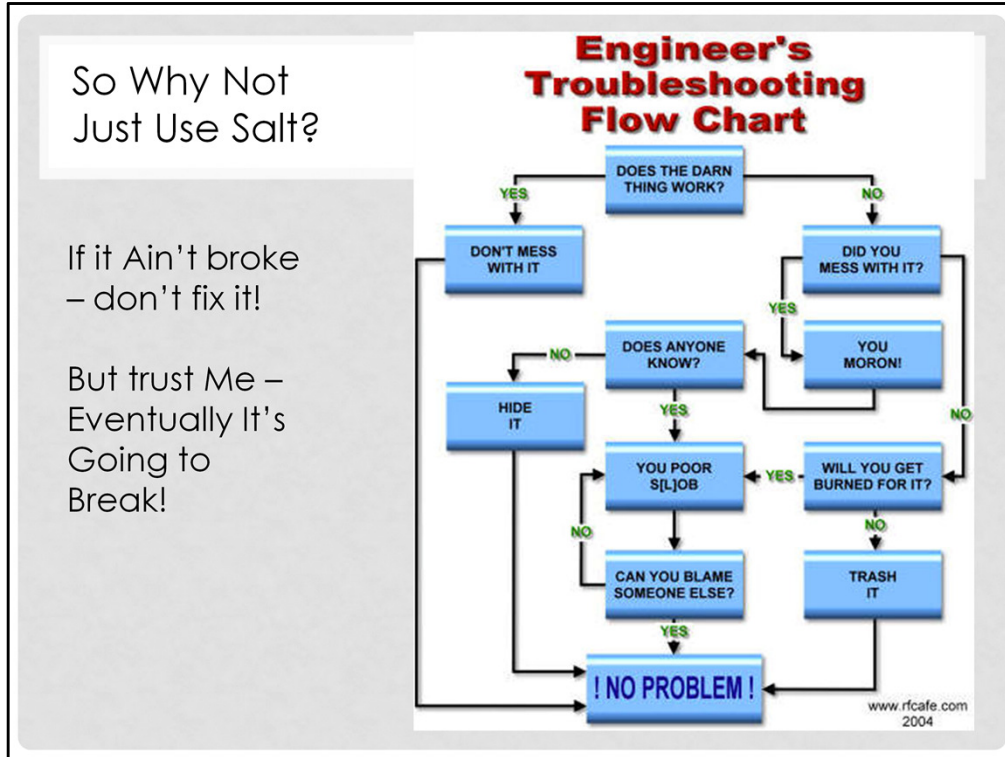 So Why Not
Just Use Salt?
If it Ain’t broke
– don’t fix it!
But trust Me –
Eventually It’s
Going to
Break!
Engineer's
Troubleshooting
Flow Chart
DOES THE DARN
THING WORK?
YES
NO
DON'T MESS
WITH IT
DID YOU
MESS WITH IT?
YES
NO
DOES ANYONE
KNOW?
YOU
MORON!
NO
YES
HIDE
IT
YOU POOR
S[L]OB
YES
WILL YOU GET
BURNED FOR IT?
NO
NO
CAN YOU BLAME
SOMEONE ELSE?
TRASH
IT
YES
! NO PROBLEM !
www.rfcafe.com
2004